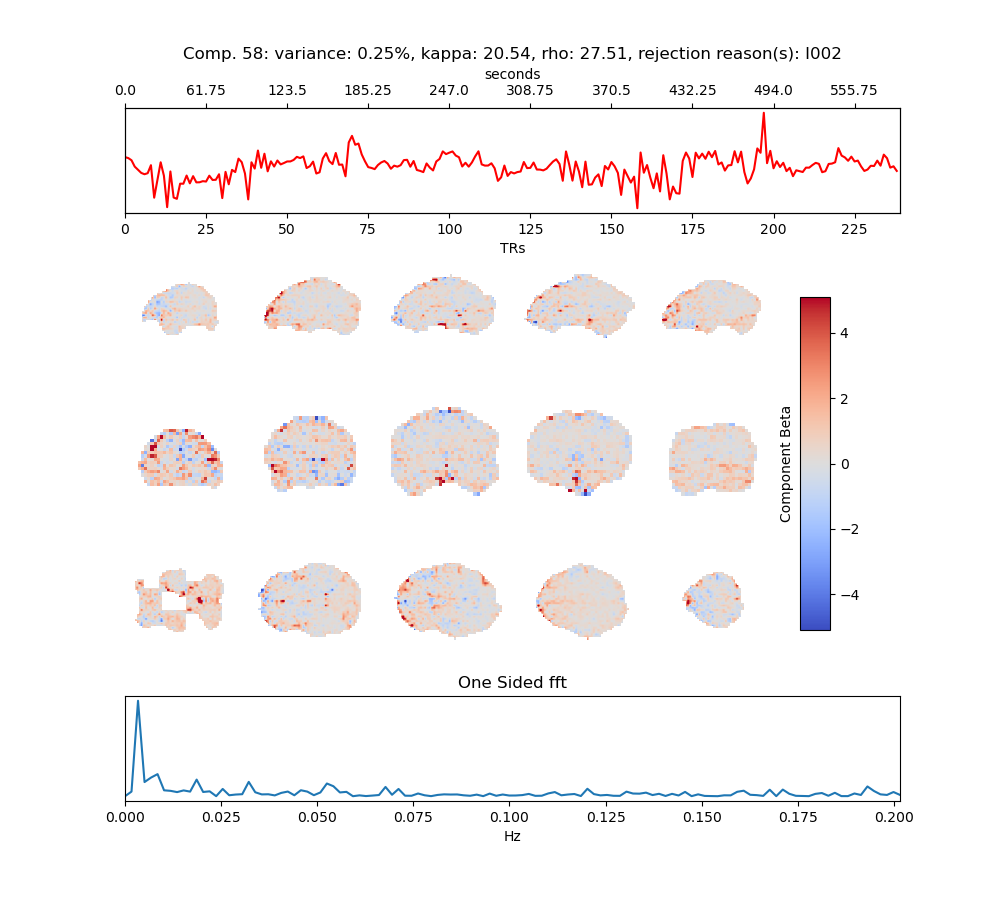 Comp. 58: variance: 0.25%, kappa: 20.54, rho: 27.51, rejection reason(s): I002
seconds
0.0 61.75 123.5 185.25 247.0 308.75 370.5 432.25 494.0 555.75
0 25 50 75 100 125 150 175 200 225
TRs
4
2
0
−2
−4
Component Beta
One Sided fft
0.000 0.025 0.050 0.075 0.100 0.125 0.150 0.175 0.200
Hz